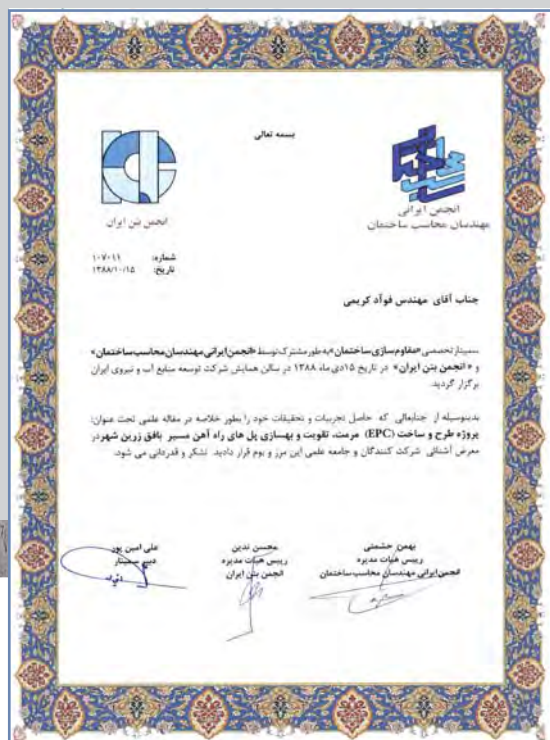 بسمه تعالی
انجمن ایرانی
مهندسان محاسب ساختمان
انجمن بتن ایران
شماره: ۱۰۷۰۱۱
تاریخ: ۱۳۸۸/۱۰/۱۵
جناب آقای مهندس فوآد کریمی
سمینار تخصصی «مقاوم سازی ساختمان» به طور مشترک توسط «انجمن ایرانی مهندسان محاسب ساختمان»
و «انجمن بتن ایران» در تاریخ ۱۵دی ماه ۱۳۸۸ در سالن همایش شرکت توسعه منابع آب و نیروی ایران
برگزار گردید.
بدینوسیله از جنابعالی که حاصل تجربیات و تحقیقات خود را بطور خلاصه در مقاله علمی تحت عنوان:
پروژه طرح و ساخت (EPC) مرمت، تقویت و بهسازی پل های راه آهن مسیر بافق زرین شهر در
معرض آشنائی شرکت کنندگان و جامعه علمی این مرز و بوم قرار دادید. تشکر و قدردانی می شود.
بهمن حشمتی
رییس هیات مدیره
انجمن ایرانی مهندسان محاسب ساختمان
محسن تدین
رییس هیات مدیره
انجمن بتن ایران
علی امین پور
دبیر سمینار